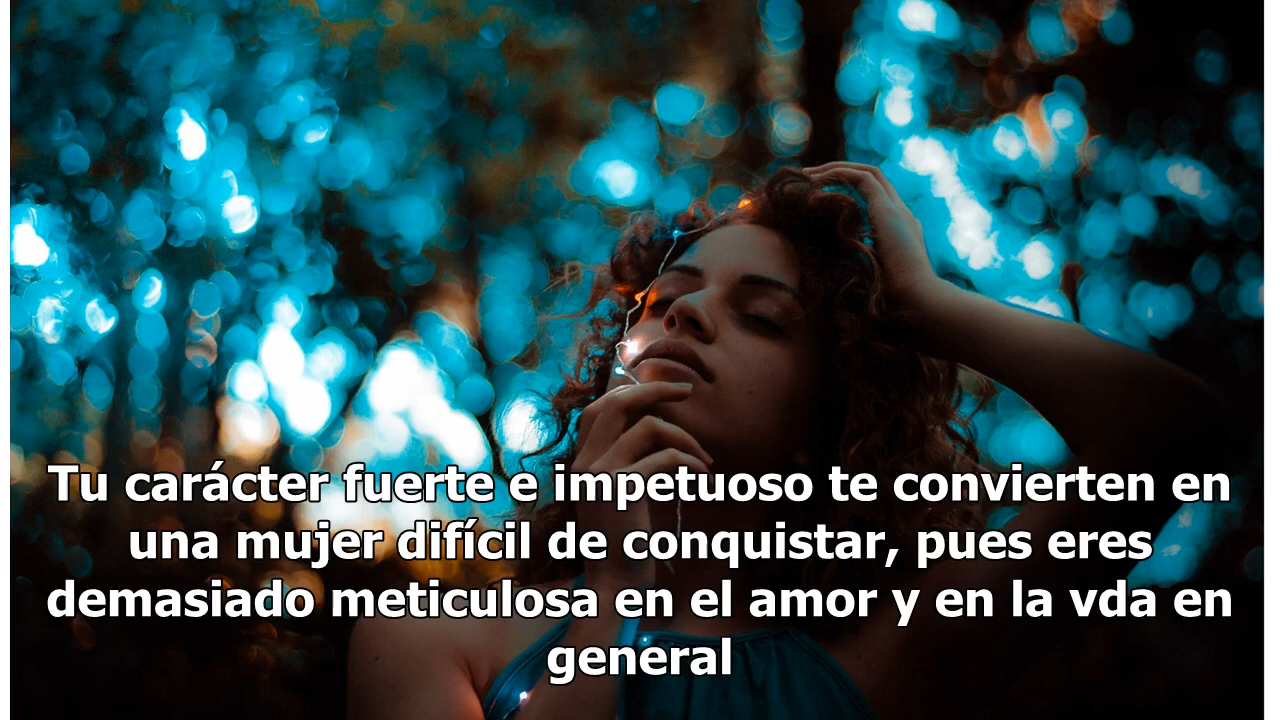 Tu carácter fuerte e impetuoso te convierten en
una mujer difícil de conquistar, pues eres
demasiado meticulosa en el amor y en la vda en
general